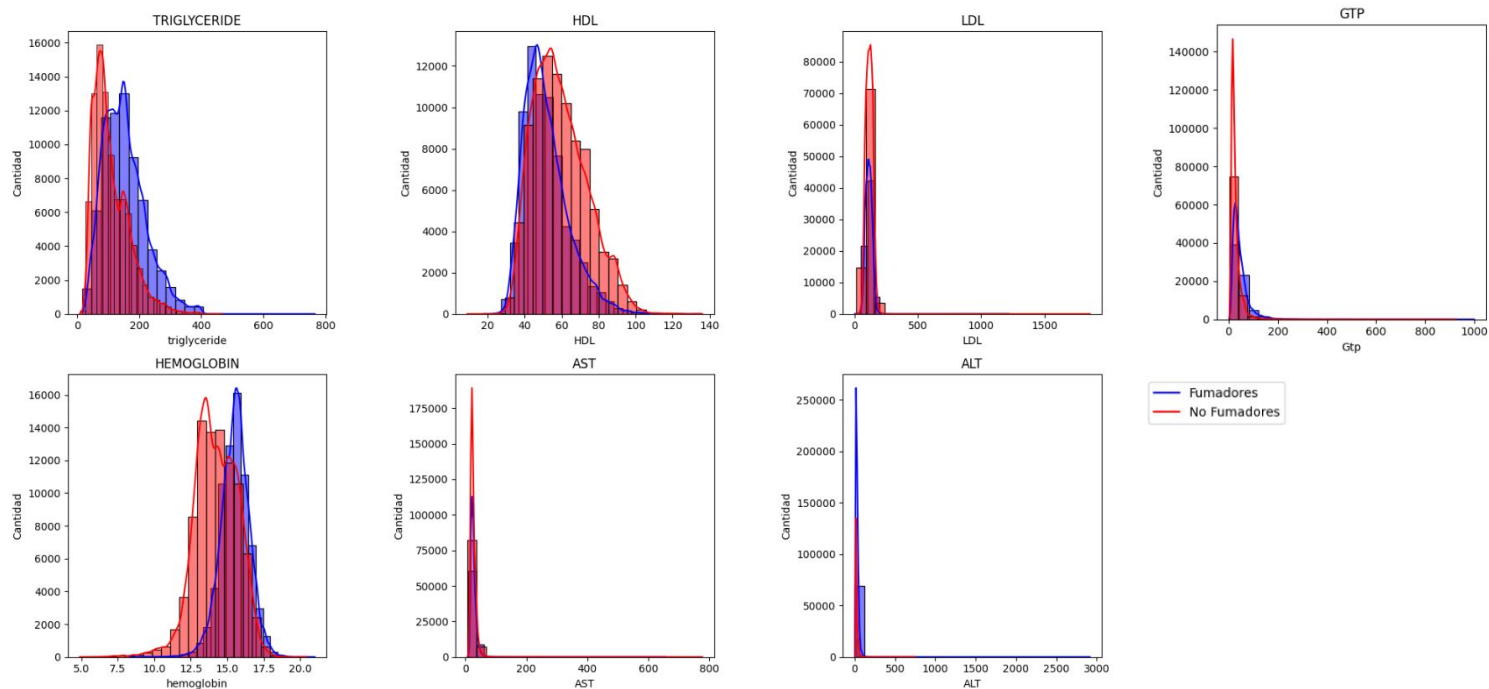 TRIGLYCERIDE
16000
14000
12000
10000
8000
6000
4000
2000
0
Cantidad
0 200 400 600 800
triglyceride
HDL
12000
10000
8000
6000
4000
2000
0
Cantidad
20 40 60 80 100 120 140
HDL
LDL
80000
70000
60000
50000
40000
30000
20000
10000
0
Cantidad
0 500 1000 1500
LDL
GTP
140000
120000
100000
80000
60000
40000
20000
0
Cantidad
0 200 400 600 800 1000
Gtp
HEMOGLOBIN
16000
14000
12000
10000
8000
6000
4000
2000
0
Cantidad
5.0 7.5 10.0 12.5 15.0 17.5 20.0
hemoglobin
AST
175000
150000
125000
100000
75000
50000
25000
0
Cantidad
0 200 400 600 800
AST
ALT
250000
200000
150000
100000
50000
0
Cantidad
0 500 1000 1500 2000 2500 3000
ALT
Fumadores
No Fumadores